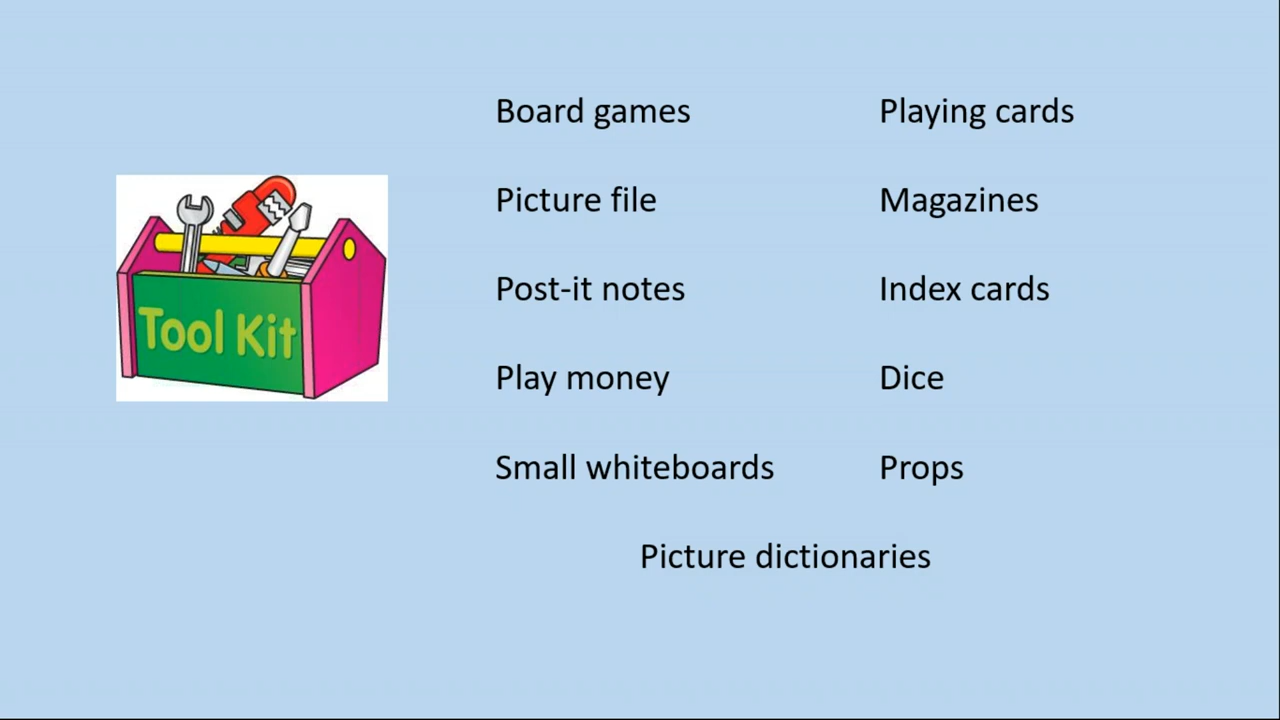 Tool Kit
Board games
Playing cards
Picture file
Magazines
Post-it notes
Index cards
Play money
Dice
Small whiteboards
Props
Picture dictionaries